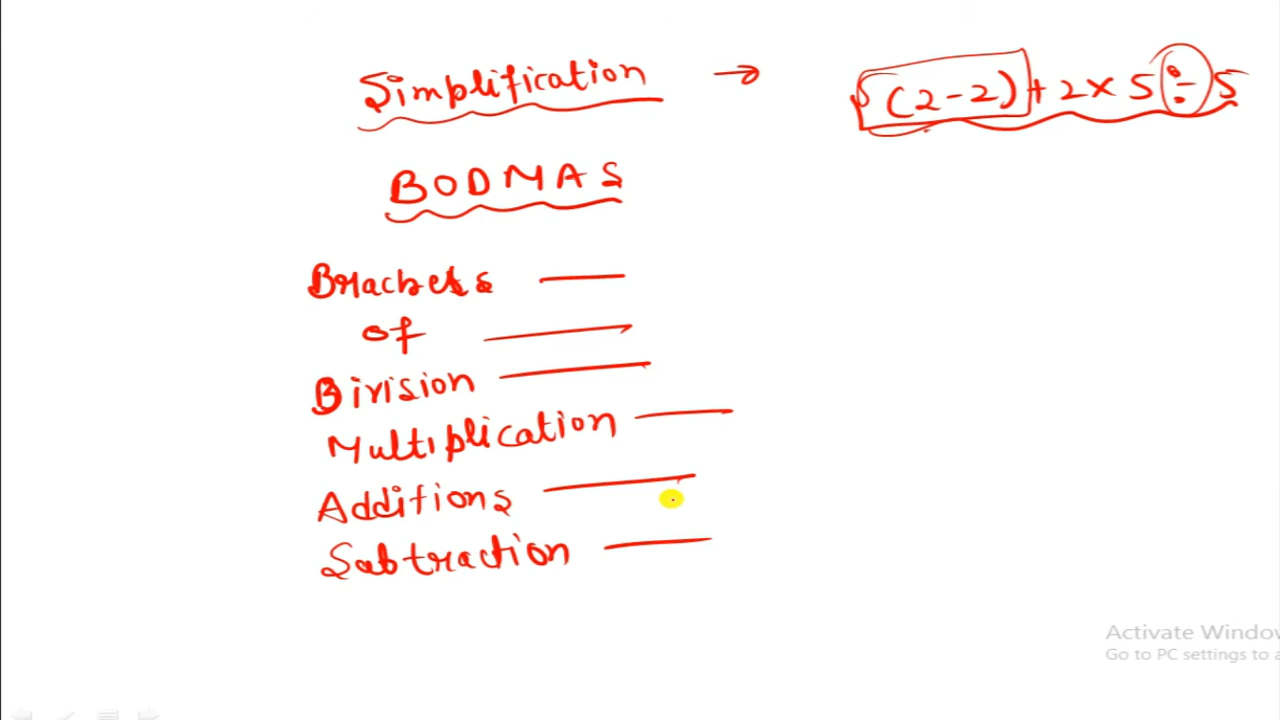 Simplification → (2-2) + 2 × 5 ÷ 5
BODMAS
Brackets
of
Division
Multiplication
Additions
Subtraction
Activate Windo
Go to PC settings to a